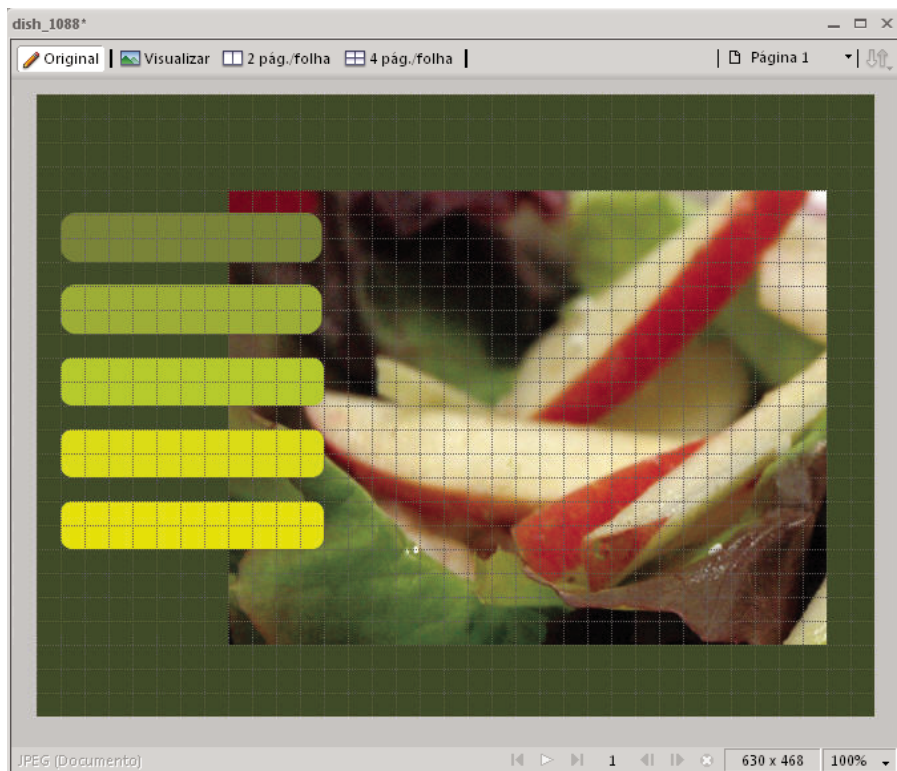 dish_1088*
Original Visualizar 2 pág./folha 4 pág./folha Página 1
JPEG (Documento) 1 630 x 468 100%